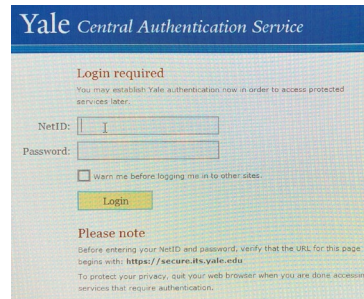 Yale Central Authentication Service
Login required
You may establish Yale authentication now in order to access protected
services later.
NetID:
Password:
Warn me before logging me in to other sites.
Login
Please note
Before entering your NetID and password, verify that the URL for this page
begins with: https://secure.its.yale.edu
To protect your privacy, quit your web browser when you are done accessing
services that require authentication.